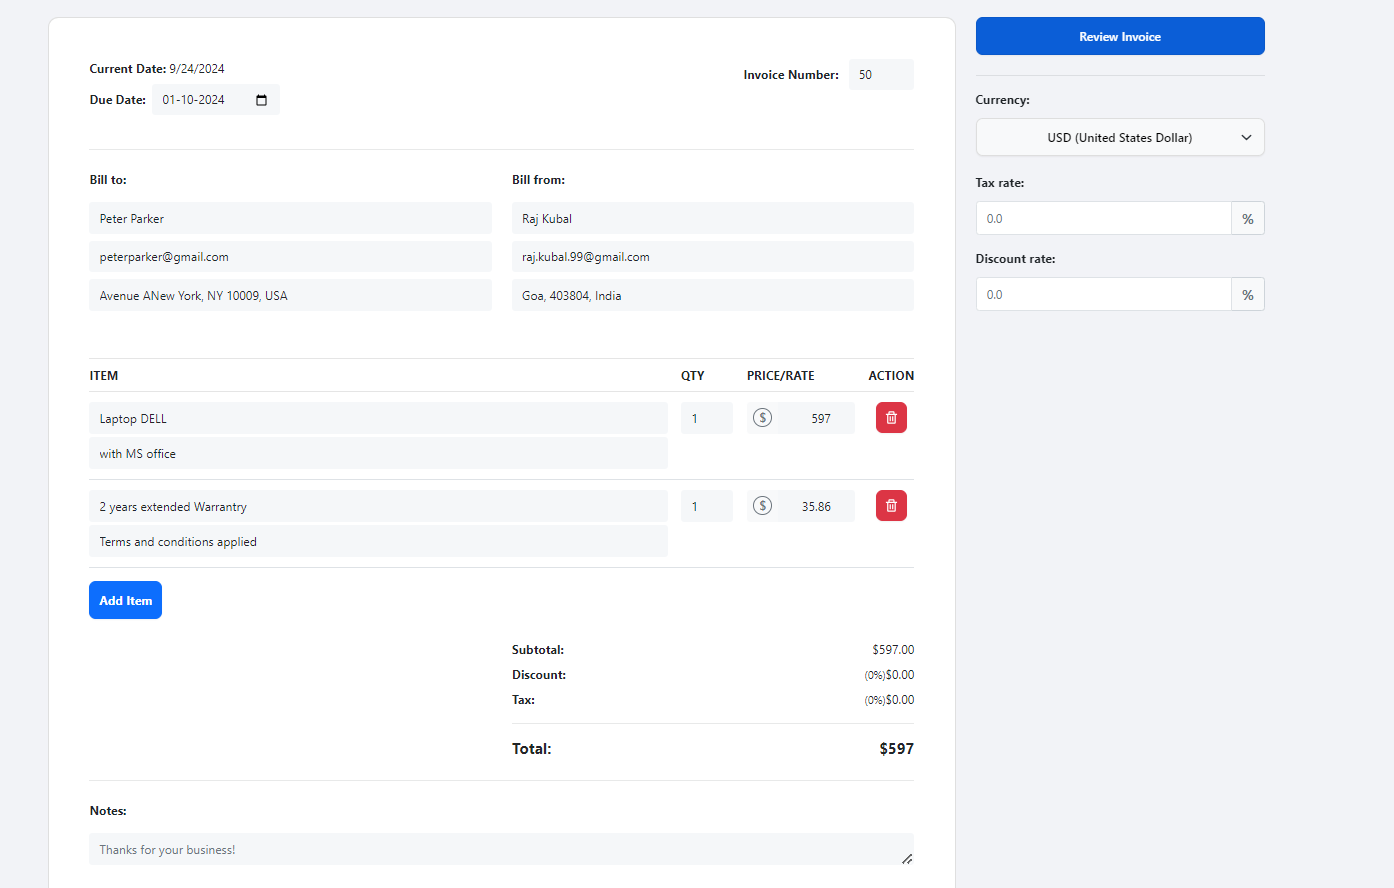 Current Date: 9/24/2024
Due Date: 01-10-2024
Invoice Number: 50
Review Invoice
Currency:
USD (United States Dollar)
Tax rate:
0.0 %
Discount rate:
0.0 %
Bill to:
Peter Parker
peterparker@gmail.com
Avenue ANew York, NY 10009, USA
Bill from:
Raj Kubal
raj.kubal.99@gmail.com
Goa, 403804, India
ITEM QTY PRICE/RATE ACTION
Laptop DELL 1 $ 597
with MS office
2 years extended Warrantry 1 $ 35.86
Terms and conditions applied
Add Item
Subtotal: $597.00
Discount: (0%)$0.00
Tax: (0%)$0.00
Total: $597
Notes:
Thanks for your business!